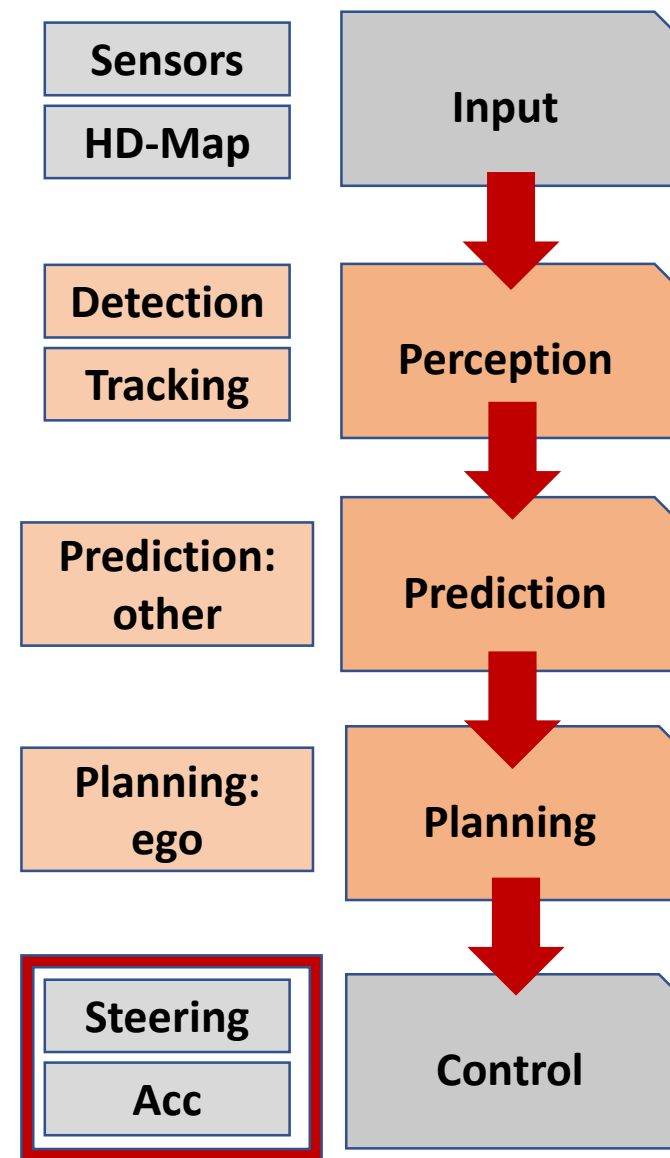 Sensors
HD-Map
Input
Detection
Tracking
Perception
Prediction:
other
Prediction
Planning:
ego
Planning
Steering
Acc
Control